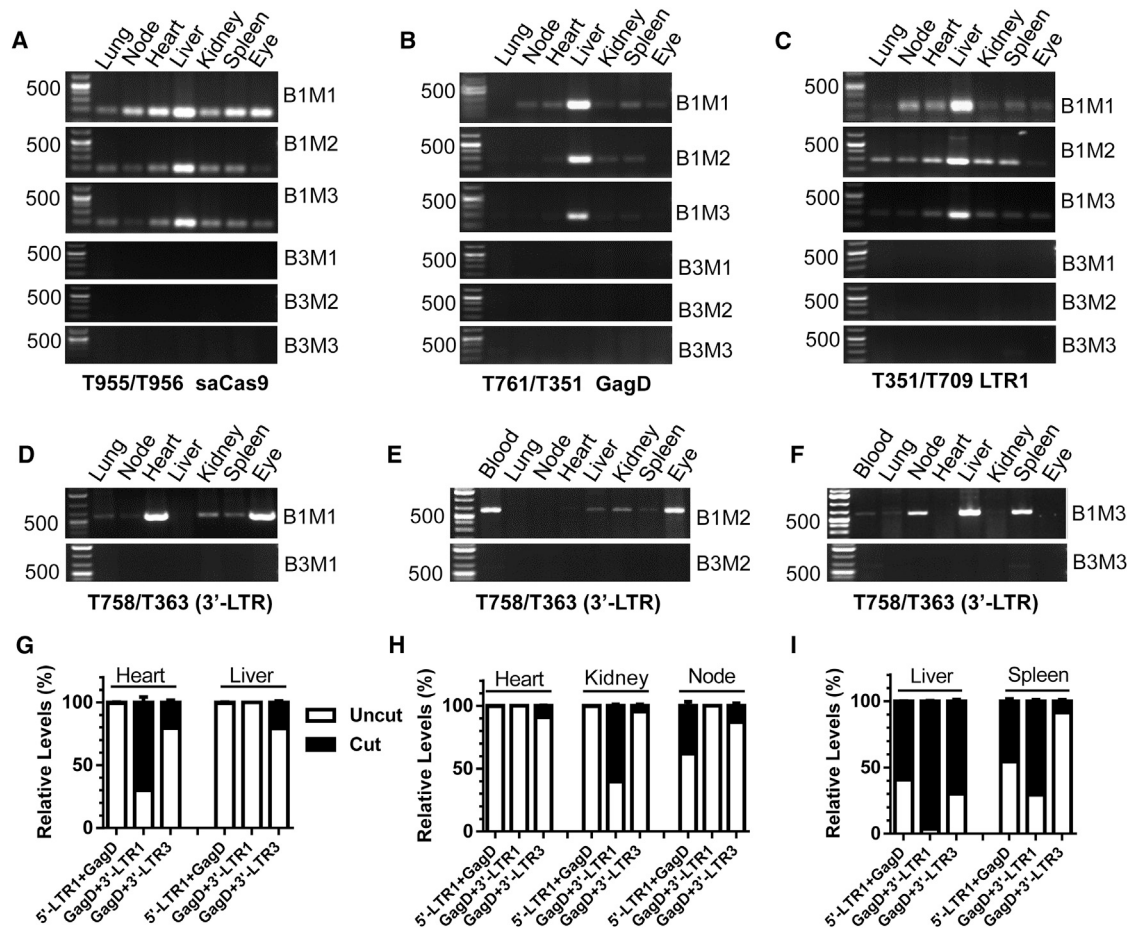 A
Lung Node Heart Liver Kidney Spleen Eye
500 B1M1
500 B1M2
500 B1M3
500 B3M1
500 B3M2
500 B3M3
T955/T956 saCas9
B
Lung Node Heart Liver Kidney Spleen Eye
500 B1M1
500 B1M2
500 B1M3
500 B3M1
500 B3M2
500 B3M3
T761/T351 GagD
C
Lung Node Heart Liver Kidney Spleen Eye
500 B1M1
500 B1M2
500 B1M3
500 B3M1
500 B3M2
500 B3M3
T351/T709 LTR1
D
Lung Node Heart Liver Kidney Spleen Eye
500 B1M1
500 B3M1
T758/T363 (3’-LTR)
E
Blood Lung Node Heart Liver Kidney Spleen Eye
500 B1M2
500 B3M2
T758/T363 (3’-LTR)
F
Blood Lung Node Heart Liver Kidney Spleen Eye
500 B1M3
500 B3M3
T758/T363 (3’-LTR)
G
Relative Levels (%)
Heart Liver
100
50
0
5'-LTR1+GagD GagD+3'-LTR1 GagD+3'-LTR3 5'-LTR1+GagD GagD+3'-LTR1 GagD+3'-LTR3
Uncut
Cut
H
Relative Levels (%)
Heart Kidney Node
100
50
0
5'-LTR1+GagD GagD+3'-LTR1 GagD+3'-LTR3 5'-LTR1+GagD GagD+3'-LTR1 GagD+3'-LTR3 5'-LTR1+GagD GagD+3'-LTR1 GagD+3'-LTR3
I
Relative Levels (%)
Liver Spleen
100
50
0
5'-LTR1+GagD GagD+3'-LTR1 GagD+3'-LTR3 5'-LTR1+GagD GagD+3'-LTR1 GagD+3'-LTR3